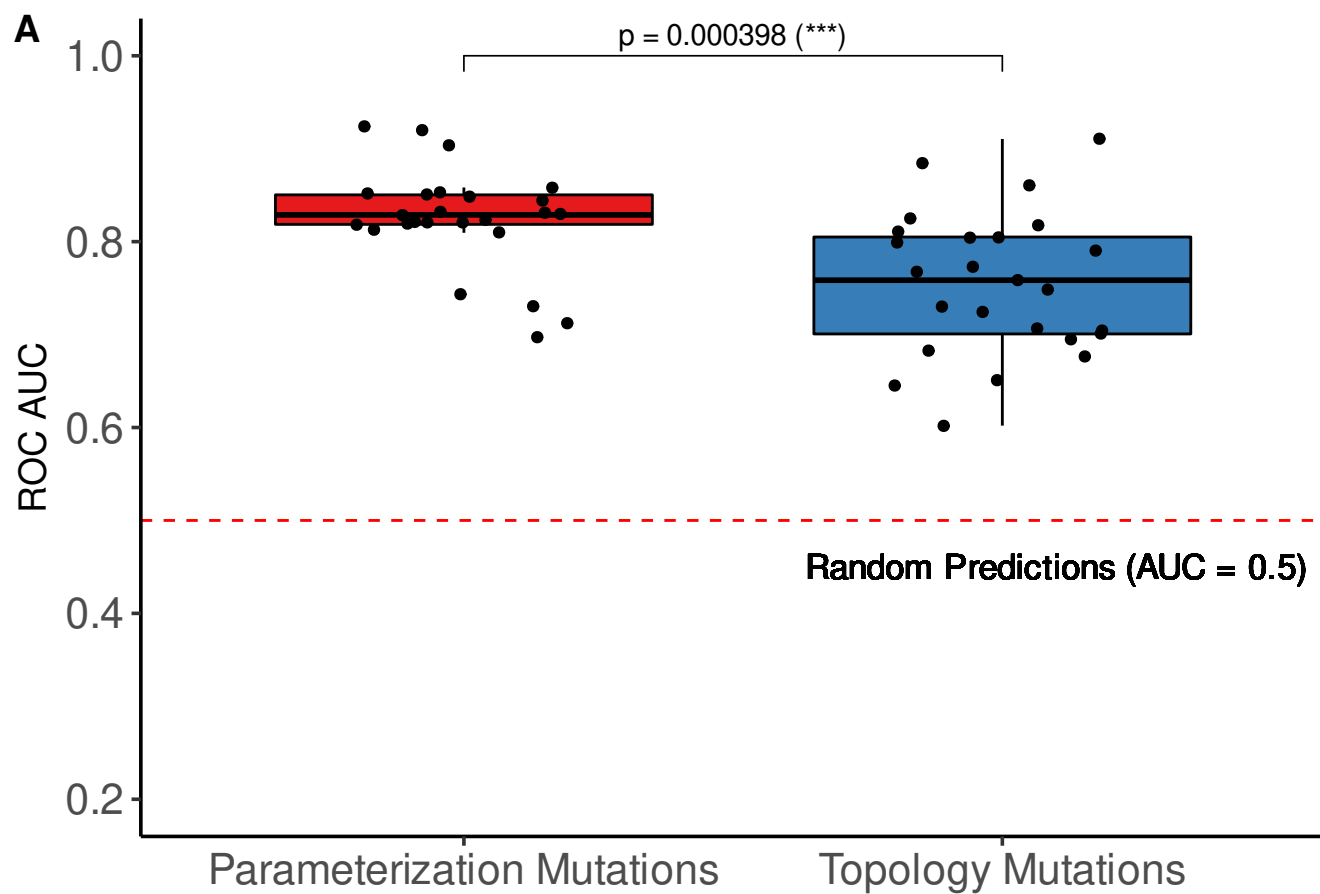 A
p = 0.000398 (***)
1.0
0.8
0.6
0.4
0.2
ROC AUC
Random Predictions (AUC = 0.5)
Parameterization Mutations
Topology Mutations